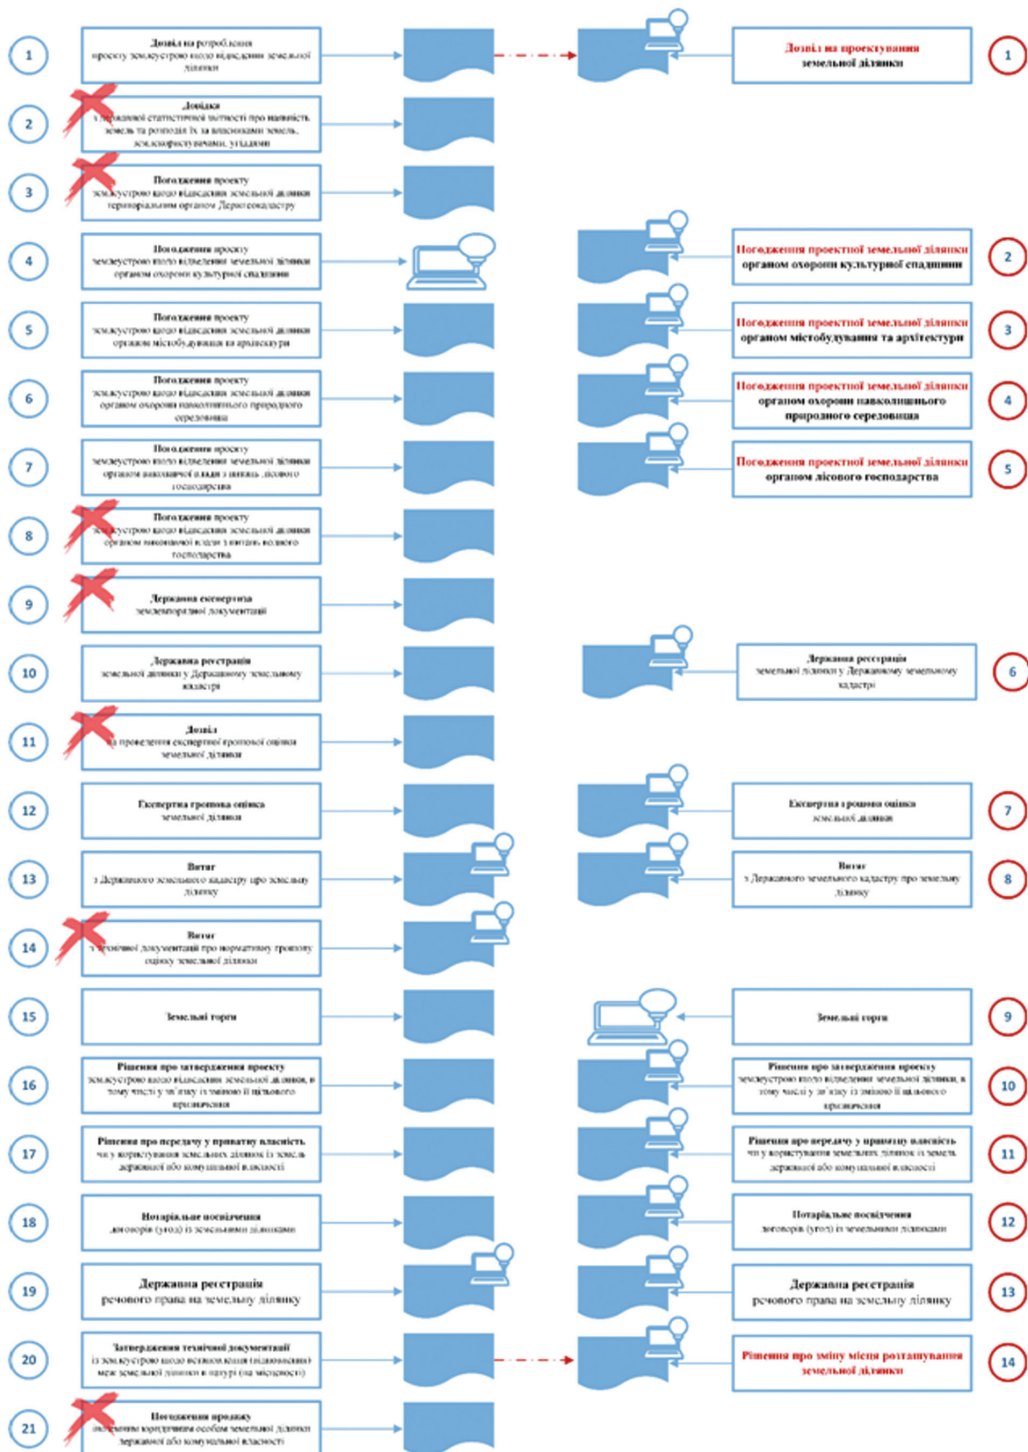 1
Дозвіл на розроблення
проекту землеустрою щодо відведення земельної
ділянки
Дозвіл на проектування
земельної ділянки
1
2
Довідка
з державної статистичної звітності про наявність
земель та розподіл їх за власниками земель,
землекористувачами, угіддями
3
Погодження проекту
землеустрою щодо відведення земельної ділянки
територіальним органом Держгеокадастру
4
Погодження проекту
землеустрою щодо відведення земельної ділянки
органом охорони культурної спадщини
Погодження проектної земельної ділянки
органом охорони культурної спадщини
2
5
Погодження проекту
землеустрою щодо відведення земельної ділянки
органом містобудування та архітектури
Погодження проектної земельної ділянки
органом містобудування та архітектури
3
6
Погодження проекту
землеустрою щодо відведення земельної ділянки
органом охорони навколишнього природного
середовища
Погодження проектної земельної ділянки
органом охорони навколишнього
природного середовища
4
7
Погодження проекту
землеустрою щодо відведення земельної ділянки
органом виконавчої влади з питань лісового
господарства
Погодження проектної земельної ділянки
органом лісового господарства
5
8
Погодження проекту
землеустрою щодо відведення земельної ділянки
органом виконавчої влади з питань водного
господарства
9
Державна експертиза
землевпорядної документації
10
Державна реєстрація
земельної ділянки у Державному земельному
кадастрі
Державна реєстрація
земельної ділянки у Державному земельному
кадастрі
6
11
Дозвіл
на проведення експертної грошової оцінки
земельної ділянки
12
Експертна грошова оцінка
земельної ділянки
Експертна грошова оцінка
земельної ділянки
7
13
Витяг
з Державного земельного кадастру про земельну
ділянку
Витяг
з Державного земельного кадастру про земельну
ділянку
8
14
Витяг
з технічної документації про нормативну грошову
оцінку земельної ділянки
15
Земельні торги
Земельні торги
9
16
Рішення про затвердження проекту
землеустрою щодо відведення земельної ділянки, в
тому числі у зв'язку із зміною її цільового
призначення
Рішення про затвердження проекту
землеустрою щодо відведення земельної ділянки, в
тому числі у зв'язку із зміною її цільового
призначення
10
17
Рішення про передачу у приватну власність
чи у користування земельних ділянок із земель
державної або комунальної власності
Рішення про передачу у приватну власність
чи у користування земельних ділянок із земель
державної або комунальної власності
11
18
Нотаріальне посвідчення
договорів (угод) із земельними ділянками
Нотаріальне посвідчення
договорів (угод) із земельними ділянками
12
19
Державна реєстрація
речового права на земельну ділянку
Державна реєстрація
речового права на земельну ділянку
13
20
Затвердження технічної документації
із землеустрою щодо встановлення (відновлення)
меж земельної ділянки в натурі (на місцевості)
Рішення про зміну місця розташування
земельної ділянки
14
21
Погодження продажу
іноземним юридичним особам земельної ділянки
державної або комунальної власності